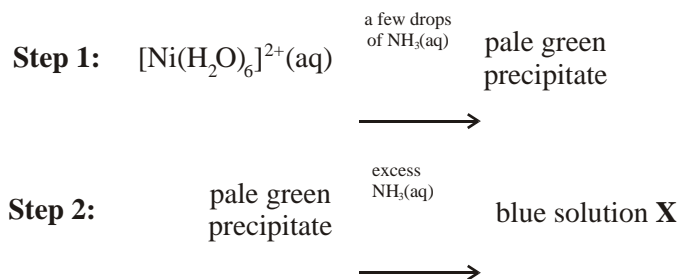 a few drops
of NH₃(aq)
Step 1: [Ni(H₂O)₆]²⁺(aq) pale green
precipitate
excess
NH₃(aq)
Step 2: pale green
precipitate
blue solution X